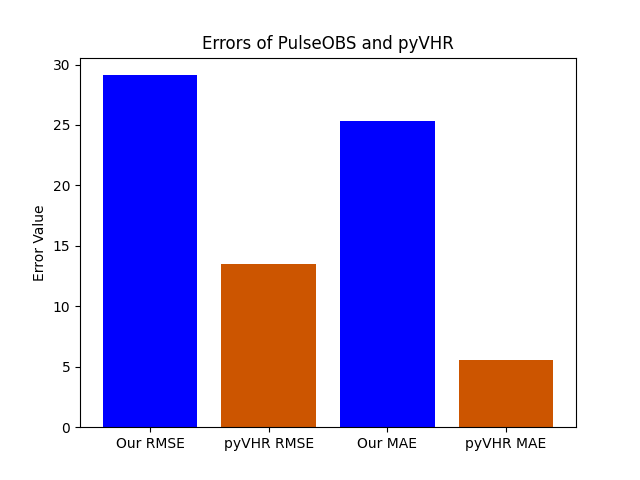 Errors of PulseOBS and pyVHR
Error Value
30
25
20
15
10
5
0
Our RMSE
pyVHR RMSE
Our MAE
pyVHR MAE